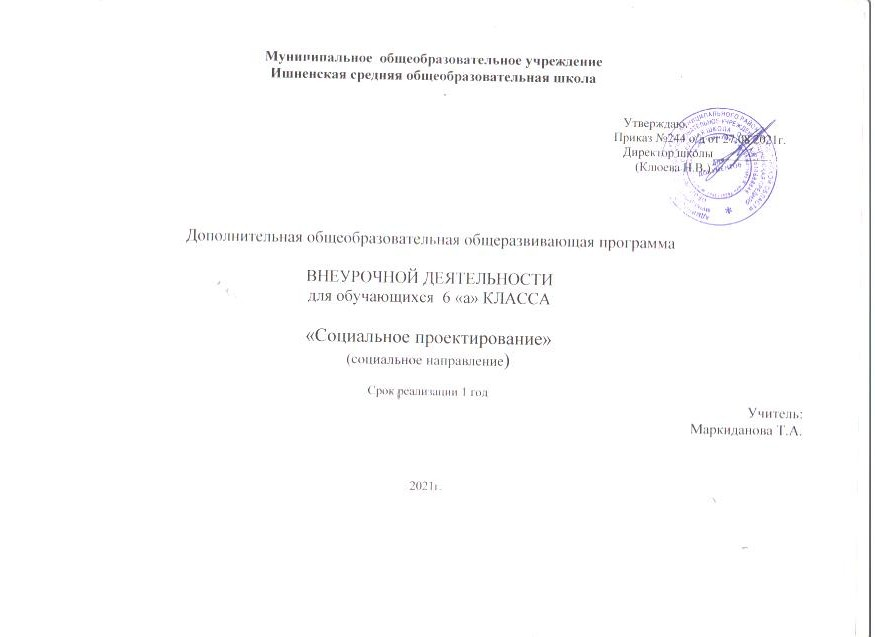 Муниципальное общеобразовательное учреждение
Ишненская средняя общеобразовательная школа
Утверждаю
Приказ №244 о/д от 27.08.2021г.
Директор школы
(Клюева Н.В.)
Дополнительная общеобразовательная общеразвивающая программа
ВНЕУРОЧНОЙ ДЕЯТЕЛЬНОСТИ
для обучающихся 6 «а» КЛАССА
«Социальное проектирование»
(социальное направление)
Срок реализации 1 год
Учитель:
Маркиданова Т.А.
2021г.